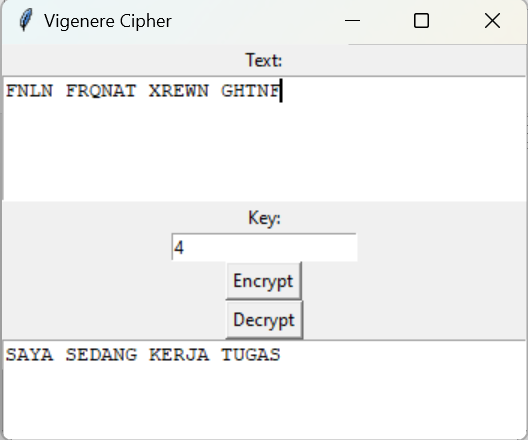 Vigenere Cipher
Text:
FNLN FRQNAT XREWN GHTNF
Key:
4
Encrypt
Decrypt
SAYA SEDANG KERJA TUGAS